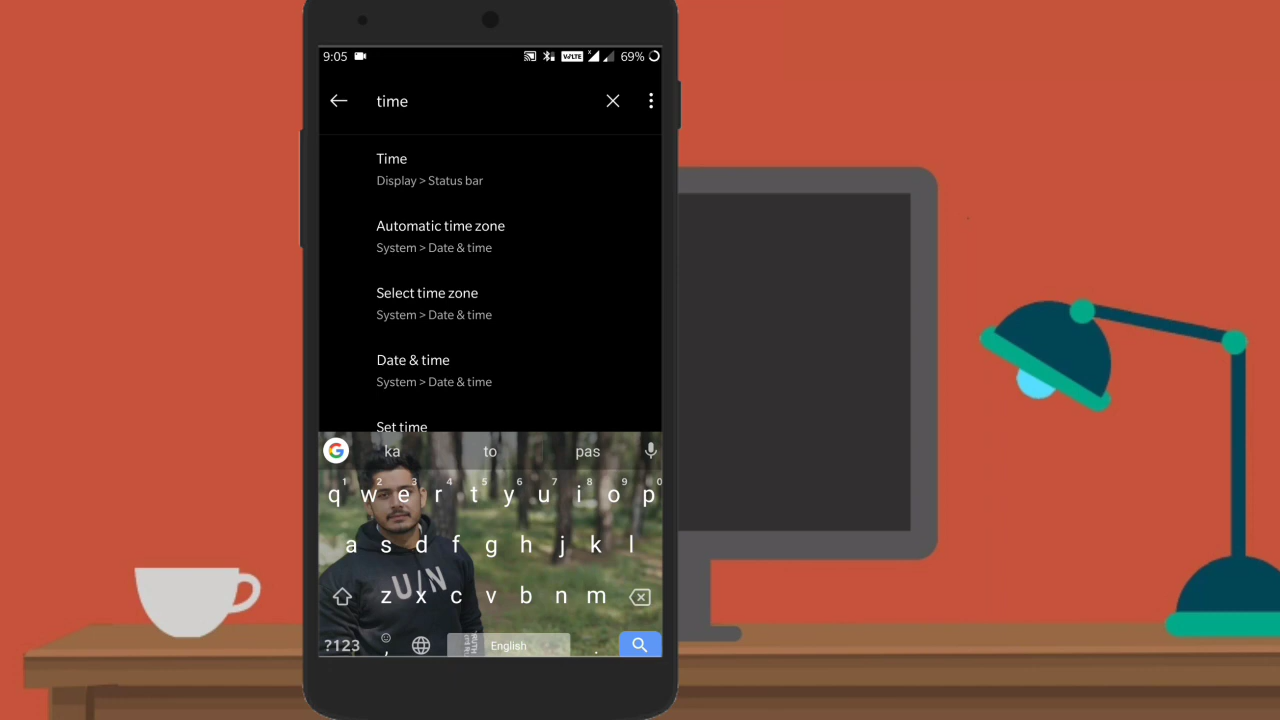 9:05 VoLTE x 69%
time
Time
Display > Status bar
Automatic time zone
System > Date & time
Select time zone
System > Date & time
Date & time
System > Date & time
Set time
G ka to pas
1 2 3 4 5 6 7 8 9 0
q w e r t y u i o p
a s d f g h j k l
U/N
z x c v b n m
?123 , English .